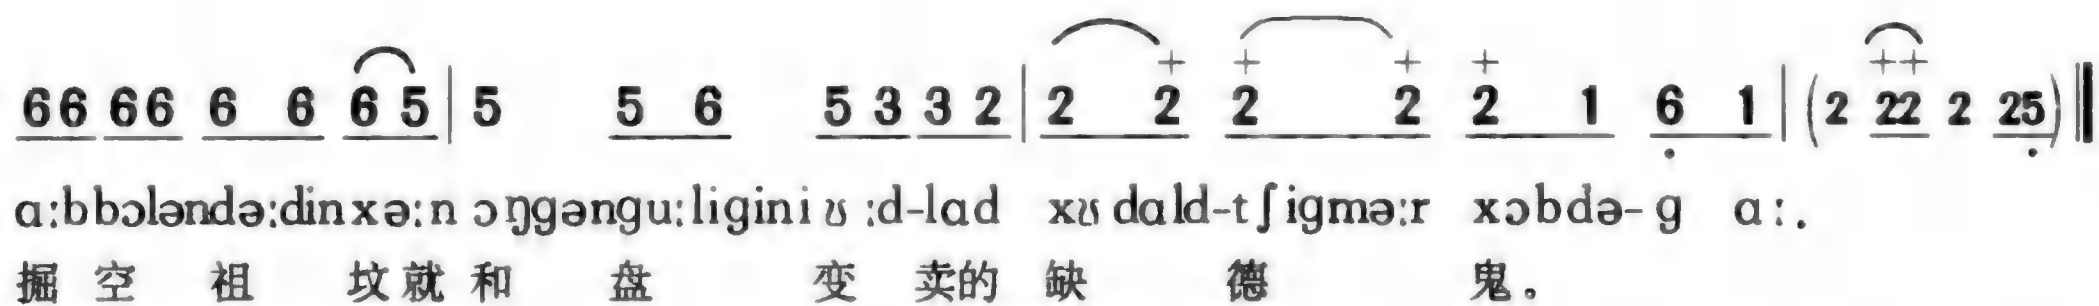 66 66 6 6 6 5 | 5 5 6 5 3 3 2 | 2 2 2 2 2 1 6 1 | (2 22 2 25) ‖
ɑ:bbɔləndə:dinxə:n ɔŋgəngu:ligini ʊ:d-lɑd xʊ dɑld-tʃigmə:r xɔbdə-g ɑ:.
掘空 祖 坟就和 盘 变 卖的 缺 德 鬼。